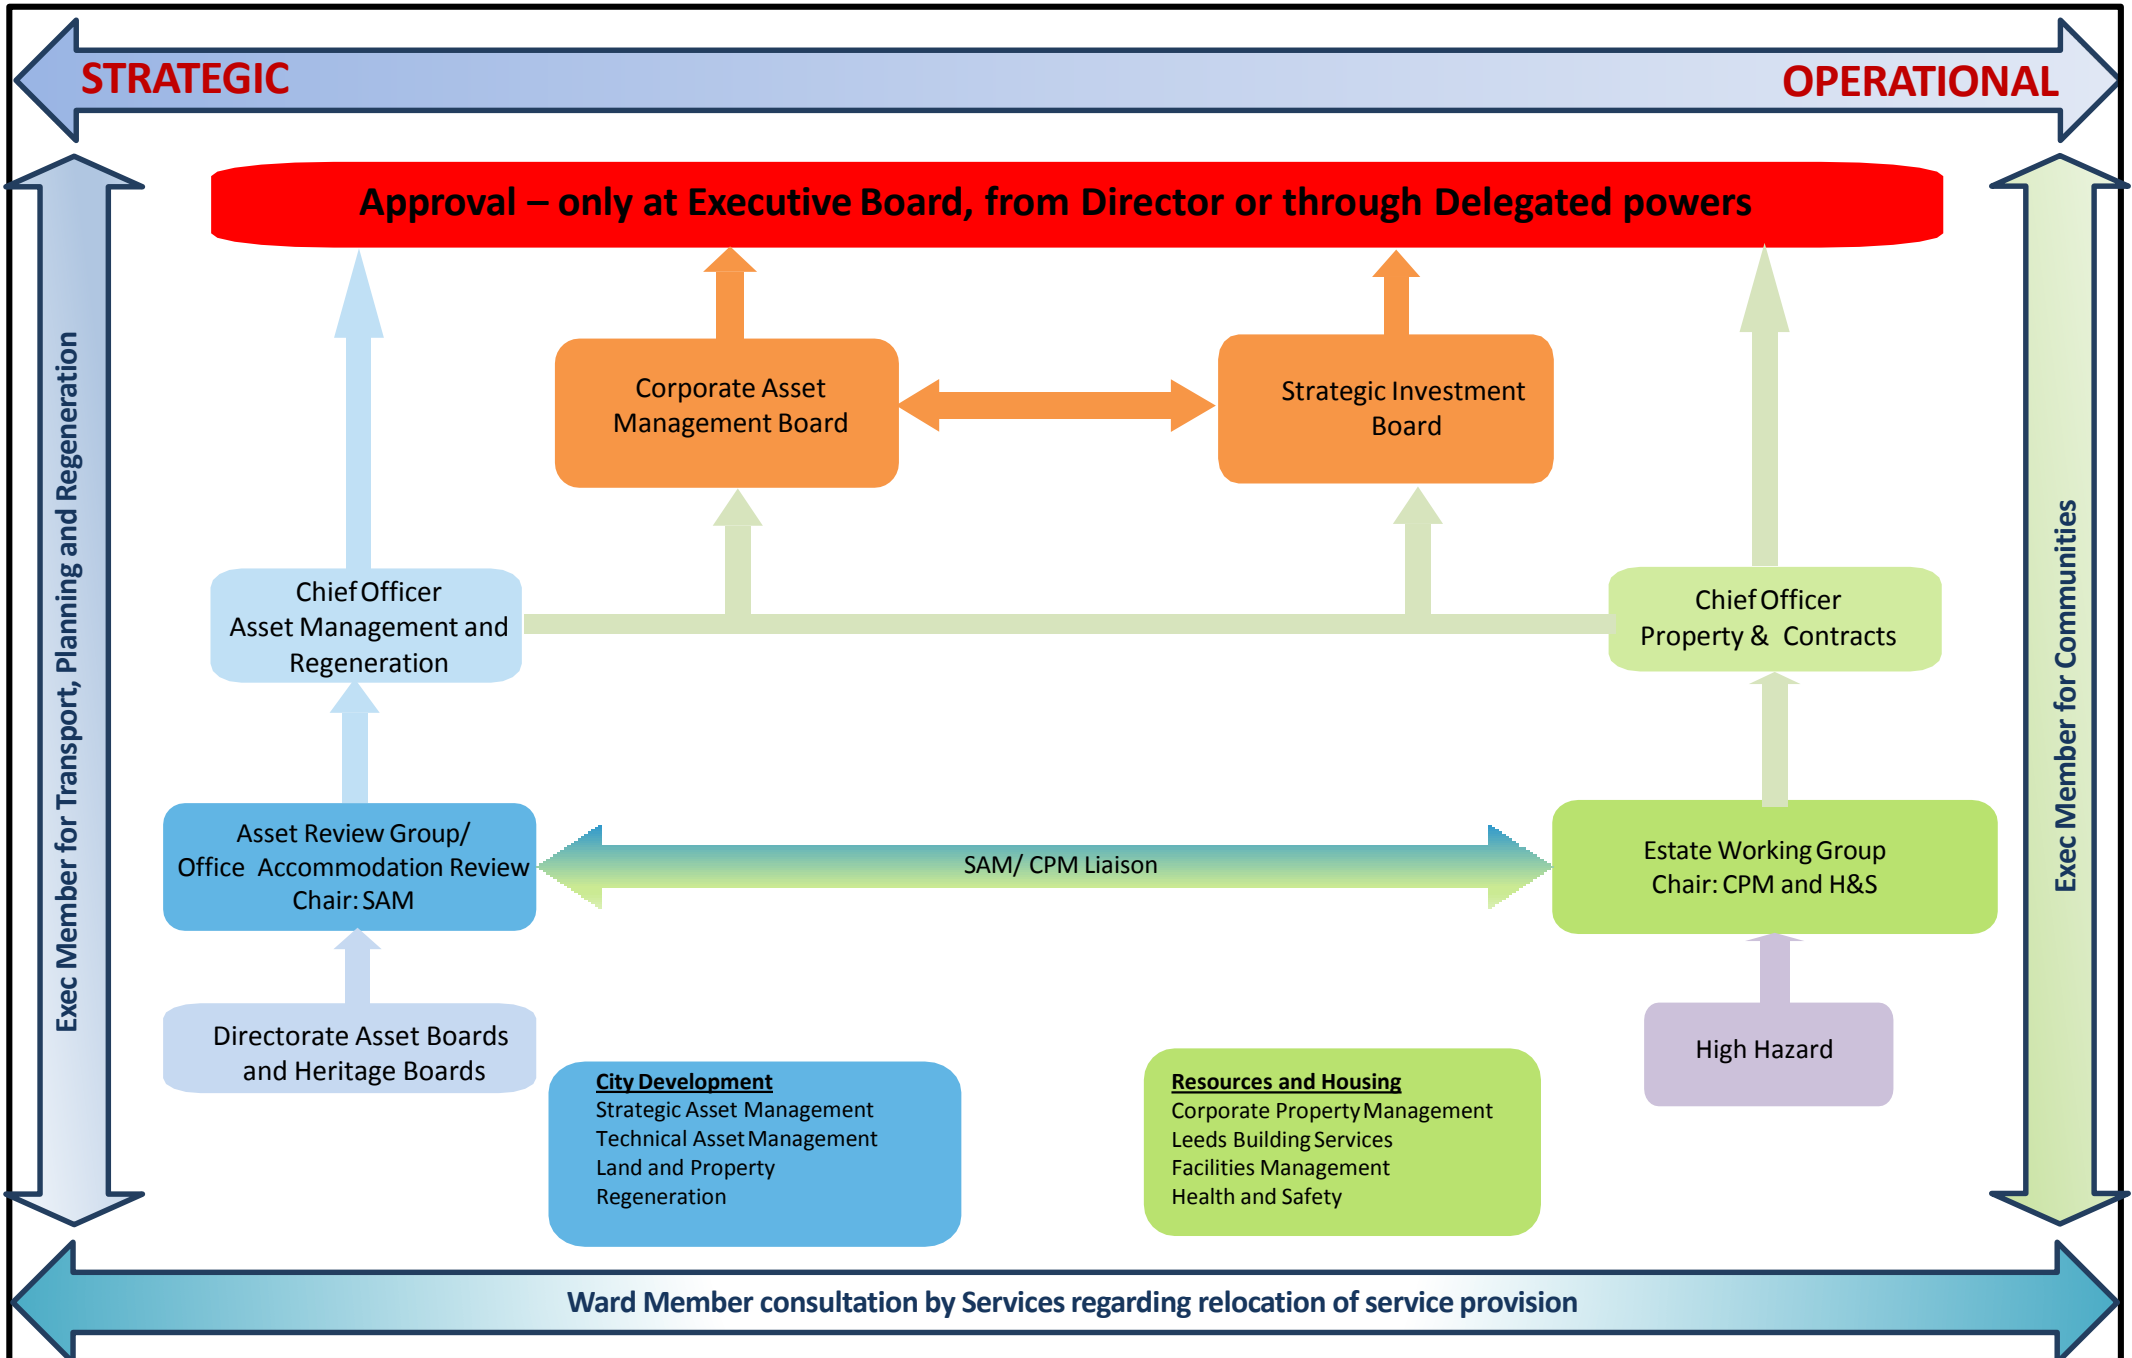 STRATEGIC
OPERATIONAL
Approval – only at Executive Board, from Director or through Delegated powers
Exec Member for Transport, Planning and Regeneration
Exec Member for Communities
Corporate Asset
Management Board
Strategic Investment
Board
Chief Officer
Asset Management and
Regeneration
Chief Officer
Property & Contracts
Asset Review Group/
Office Accommodation Review
Chair: SAM
SAM/ CPM Liaison
Estate Working Group
Chair: CPM and H&S
Directorate Asset Boards
and Heritage Boards
High Hazard
City Development
Strategic Asset Management
Technical Asset Management
Land and Property
Regeneration
Resources and Housing
Corporate Property Management
Leeds Building Services
Facilities Management
Health and Safety
Ward Member consultation by Services regarding relocation of service provision